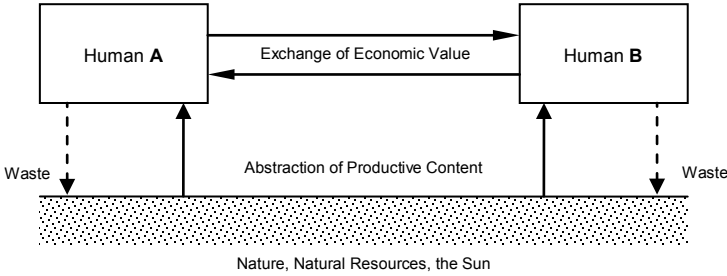 Human A
Exchange of Economic Value
Human B
Waste
Abstraction of Productive Content
Waste
Nature, Natural Resources, the Sun